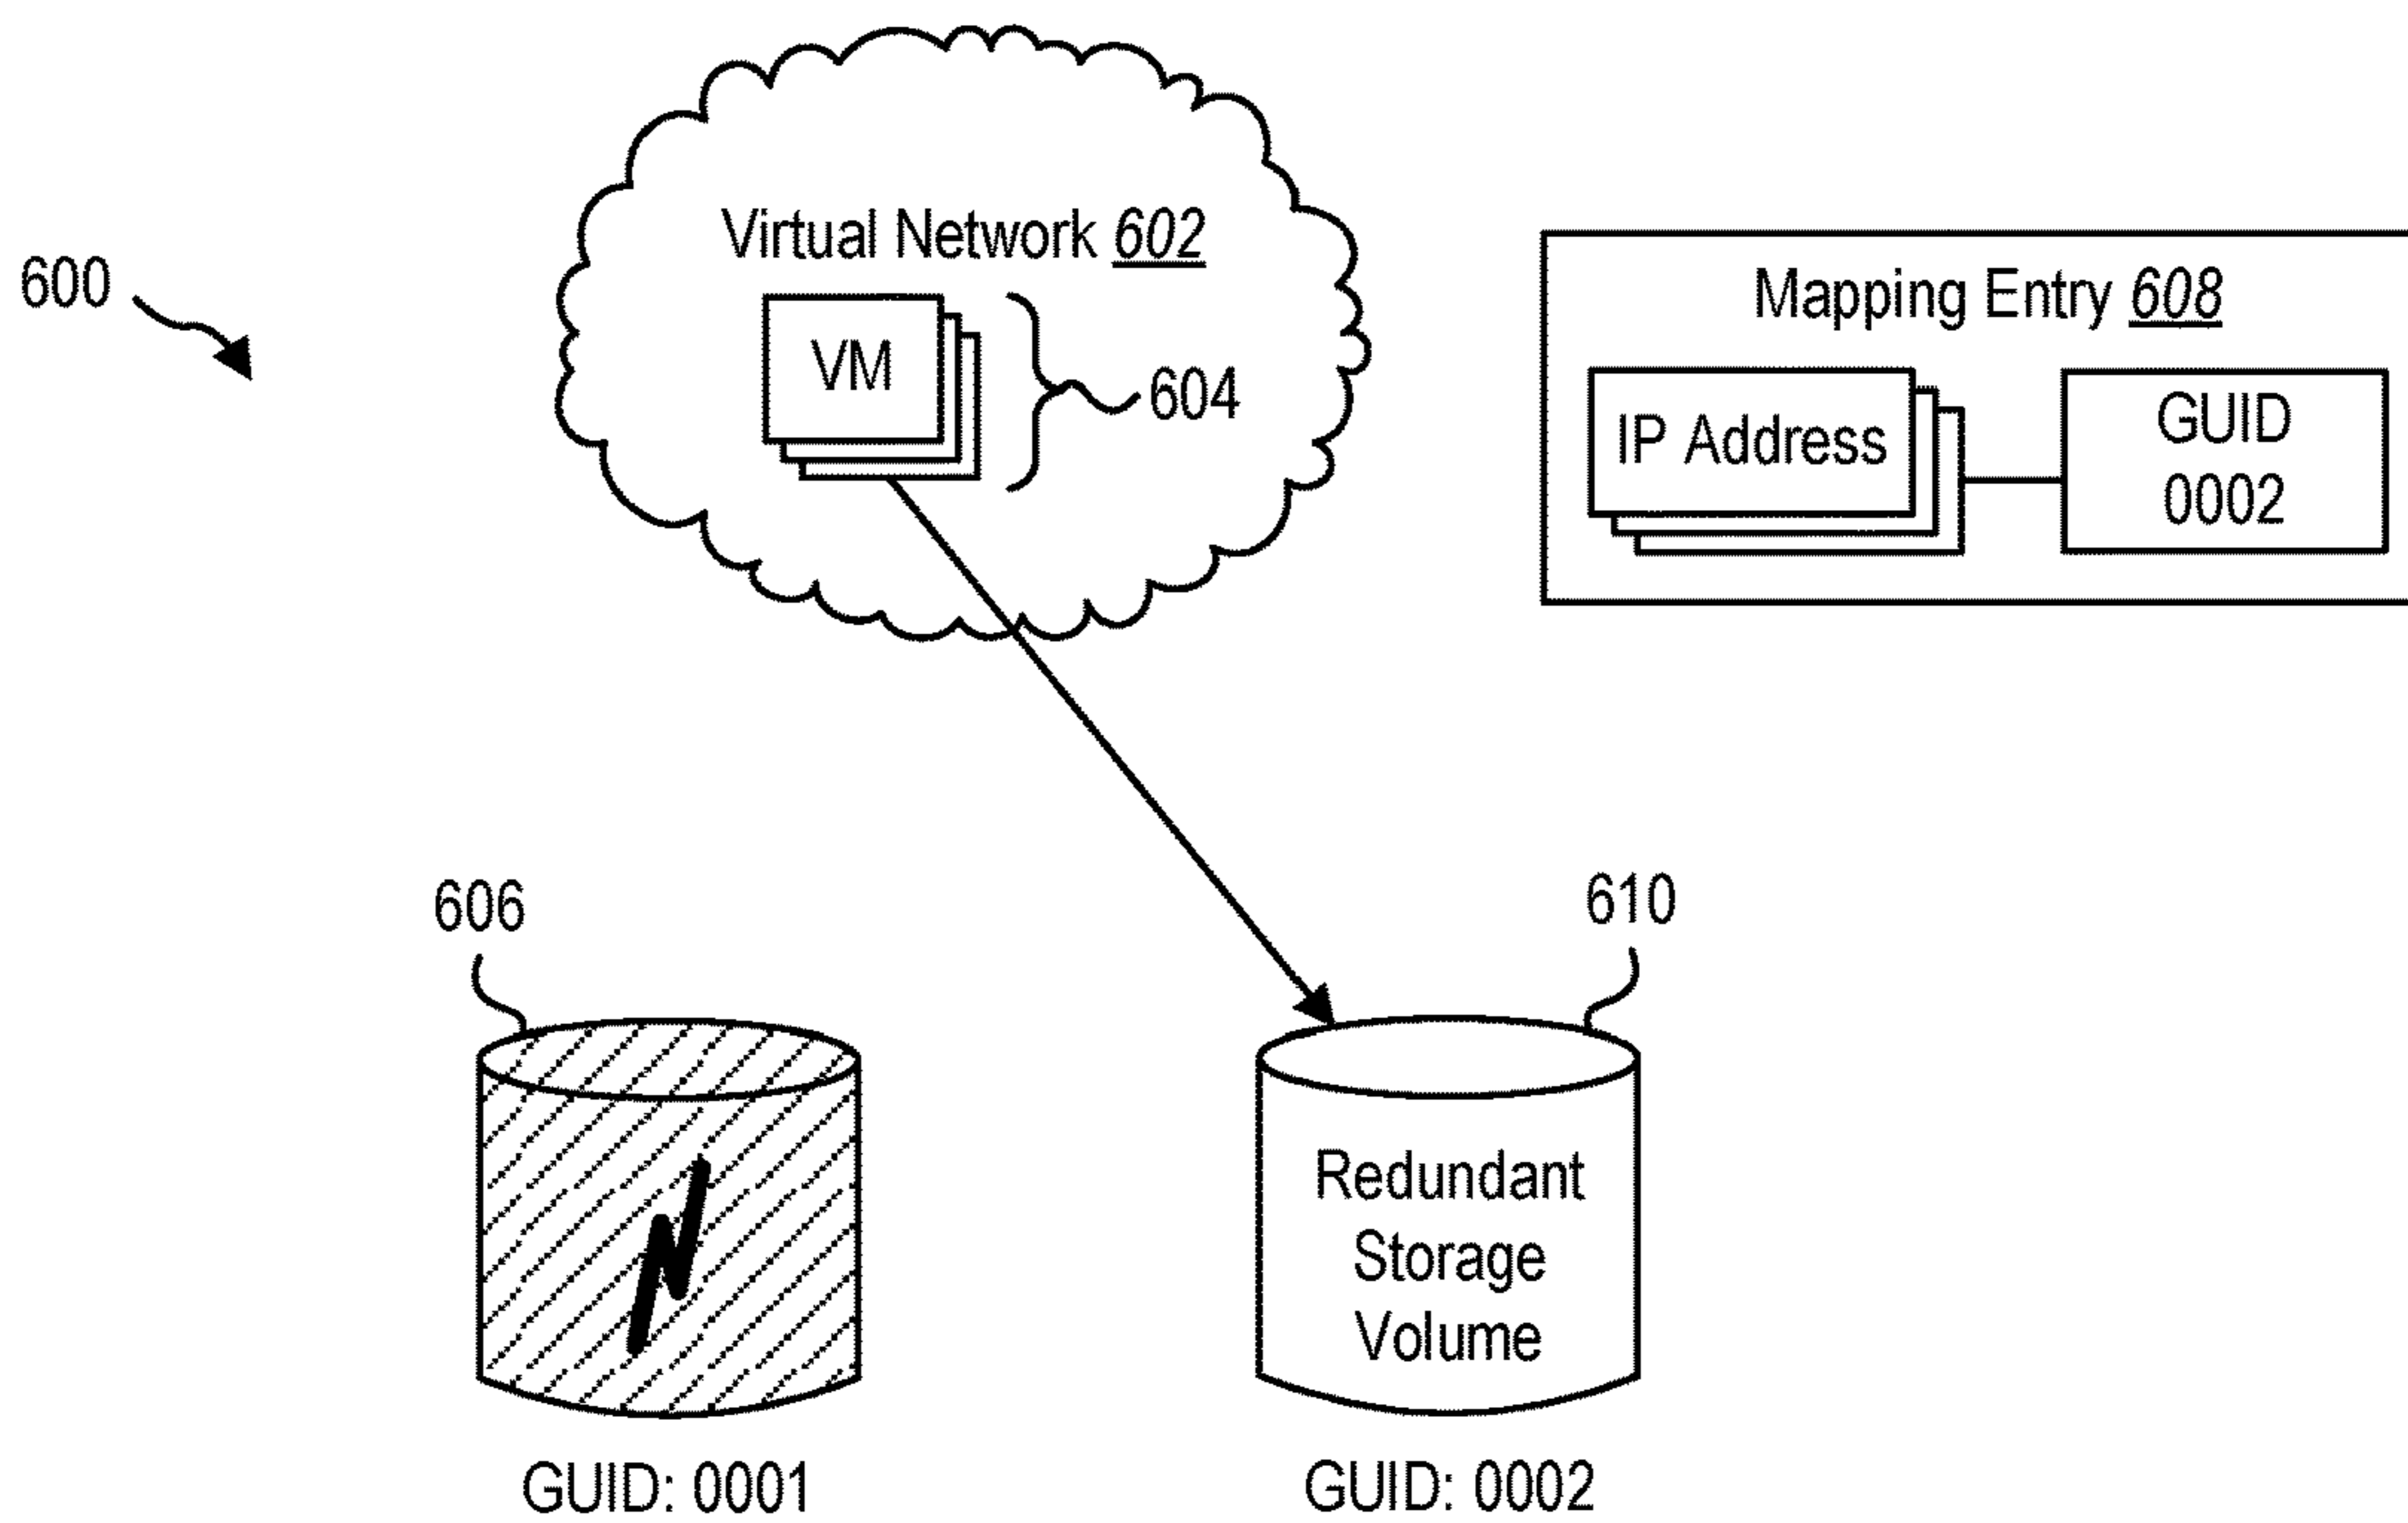 600
Virtual Network 602
VM
604
Mapping Entry 608
IP Address
GUID
0002
606
610
Redundant
Storage
Volume
GUID: 0001
GUID: 0002